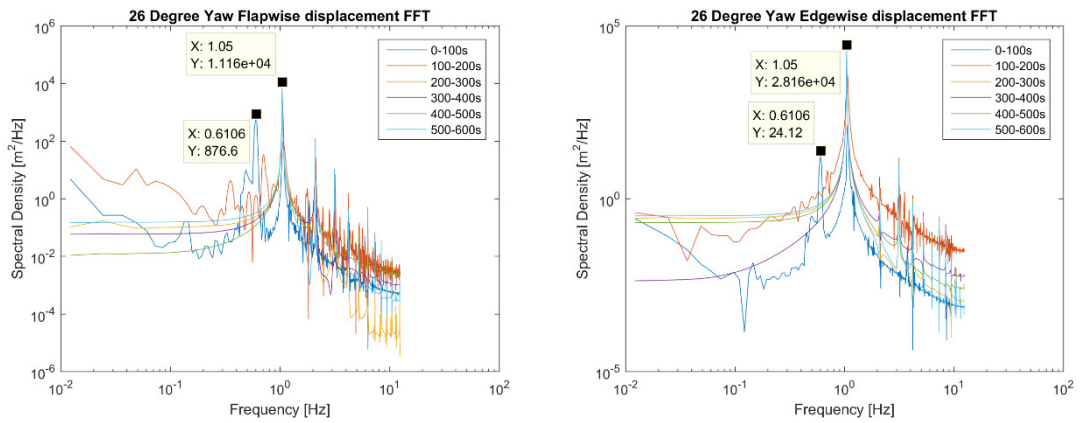 26 Degree Yaw Flapwise displacement FFT
10^6
10^4
10^2
10^0
10^-2
10^-4
10^-6
Spectral Density [m^2/Hz]
X: 1.05
Y: 1.116e+04
X: 0.6106
Y: 876.6
0-100s
100-200s
200-300s
300-400s
400-500s
500-600s
10^-2
10^-1
10^0
10^1
10^2
Frequency [Hz]
26 Degree Yaw Edgewise displacement FFT
10^5
10^0
10^-5
Spectral Density [m^2/Hz]
X: 1.05
Y: 2.816e+04
X: 0.6106
Y: 24.12
0-100s
100-200s
200-300s
300-400s
400-500s
500-600s
10^-2
10^-1
10^0
10^1
10^2
Frequency [Hz]